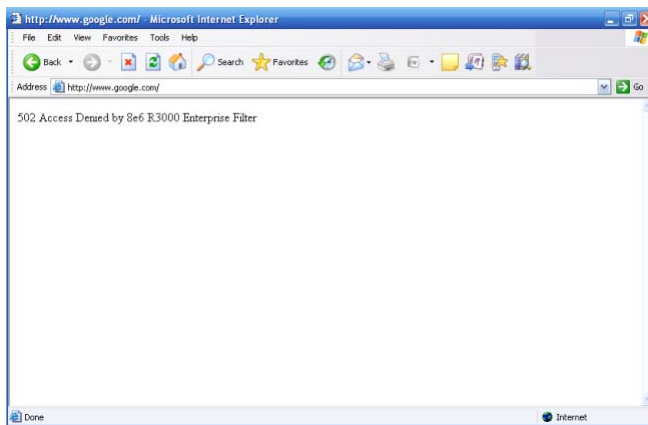 http://www.google.com/ - Microsoft Internet Explorer
File Edit View Favorites Tools Help
Back Search Favorites
Address http://www.google.com/ Go
502 Access Denied by 8e6 R3000 Enterprise Filter
Done Internet